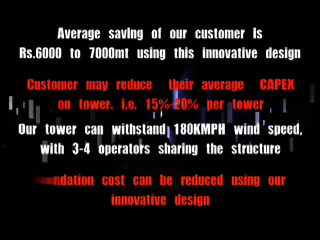 Average saving of our customer is
Rs.6000 to 7000mt using this innovative design
Customer may reduce their average CAPEX
on tower. i.e. 15%-20% per tower
Our tower can withstand 180KMPH wind speed,
with 3-4 operators sharing the structure
ndation cost can be reduced using our
innovative design